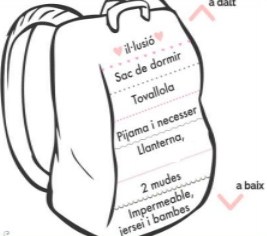 a dalt
il·lusió
Sac de dormir
Tovallola
Pijama i necesser
Llanterna,
2 mudes
Impermeable,
jersei i bambes
a baix